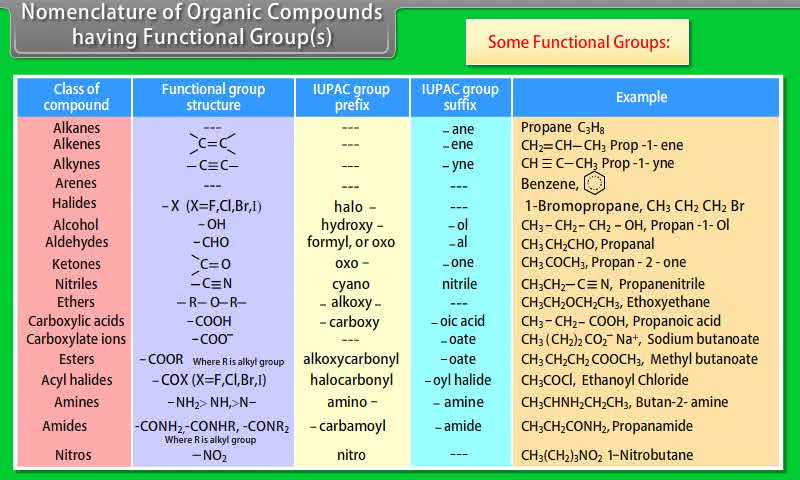 Nomenclature of Organic Compounds
having Functional Group(s)
Some Functional Groups:
Class of compound | Functional group structure | IUPAC group prefix | IUPAC group suffix | Example
Alkanes | --- | --- | – ane | Propane C₃H₈
Alkenes | >C=C< | --- | – ene | CH₂=CH–CH₃ Prop -1- ene
Alkynes | –C≡C– | --- | – yne | CH ≡ C–CH₃ Prop -1- yne
Arenes | --- | --- | --- | Benzene,
Halides | – X (X=F,Cl,Br,I) | halo – | --- | 1-Bromopropane, CH₃ CH₂ CH₂ Br
Alcohol | – OH | hydroxy – | – ol | CH₃ – CH₂ – CH₂ – OH, Propan -1- Ol
Aldehydes | – CHO | formyl, or oxo | – al | CH₃ CH₂CHO, Propanal
Ketones | >C=O | oxo – | – one | CH₃ COCH₃, Propan - 2 - one
Nitriles | –C≡N | cyano | nitrile | CH₃CH₂– C≡ N, Propanenitrile
Ethers | – R– O–R– | – alkoxy – | --- | CH₃CH₂OCH₂CH₃, Ethoxyethane
Carboxylic acids | –COOH | – carboxy | – oic acid | CH₃ – CH₂ – COOH, Propanoic acid
Carboxylate ions | –COO⁻ | --- | – oate | CH₃ (CH₂)₂ CO₂⁻ Na⁺, Sodium butanoate
Esters | – COOR Where R is alkyl group | alkoxycarbonyl | – oate | CH₃ CH₂CH₂ COOCH₃, Methyl butanoate
Acyl halides | – COX (X=F,Cl,Br,I) | halocarbonyl | – oyl halide | CH₃COCl, Ethanoyl Chloride
Amines | –NH₂> NH,>N– | amino – | – amine | CH₃CHNH₂CH₂CH₃, Butan-2- amine
Amides | -CONH₂,-CONHR, -CONR₂ Where R is alkyl group | – carbamoyl | – amide | CH₃CH₂CONH₂, Propanamide
Nitros | – NO₂ | nitro | --- | CH₃(CH₂)₃NO₂ 1–Nitrobutane